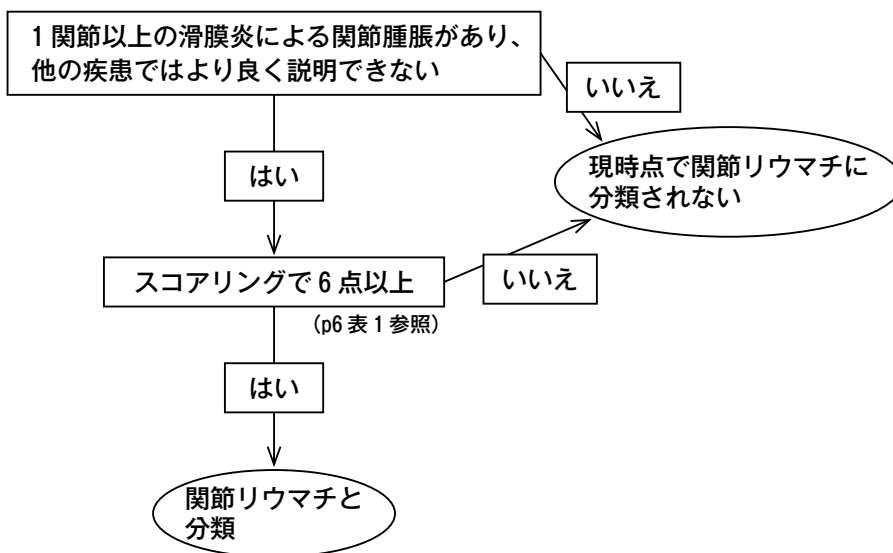 1関節以上の滑膜炎による関節腫脹があり、
他の疾患ではより良く説明できない
いいえ
はい
現時点で関節リウマチに
分類されない
スコアリングで6点以上
いいえ
(p6表1参照)
はい
関節リウマチと
分類